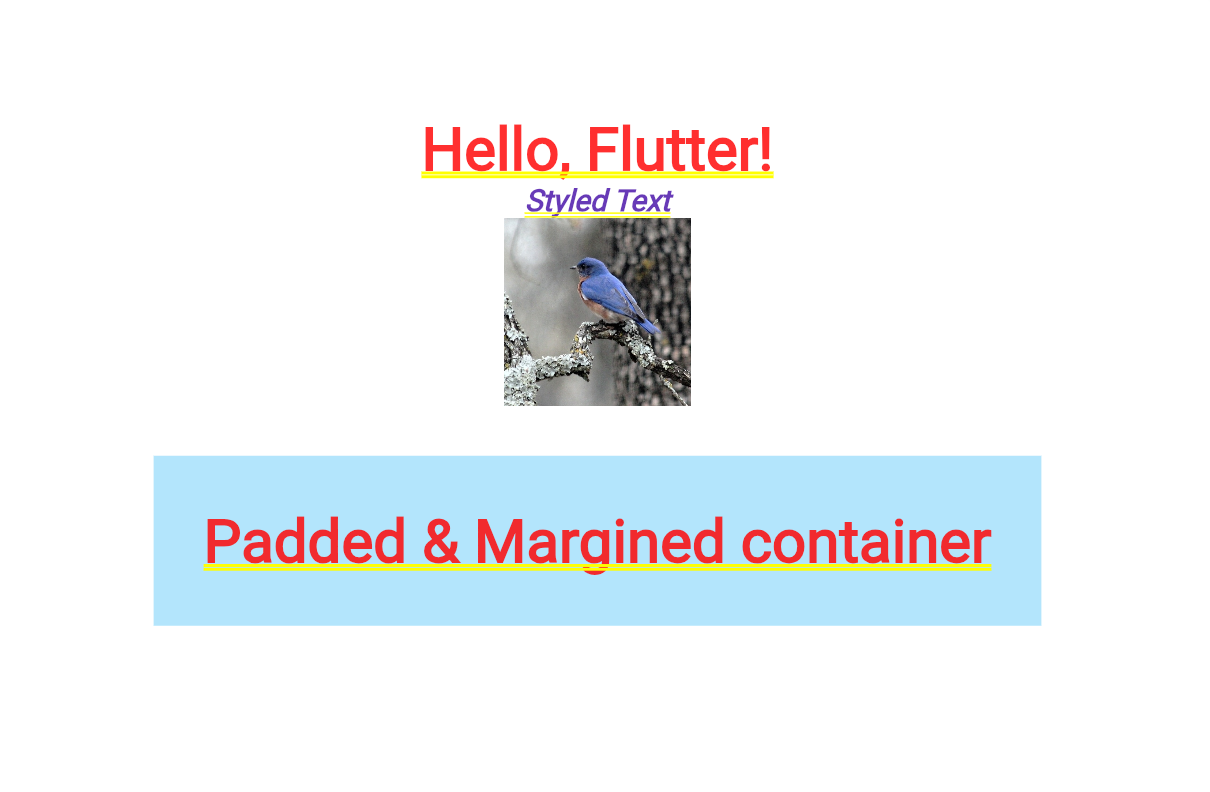 Hello, Flutter!
Styled Text
Padded & Margined container